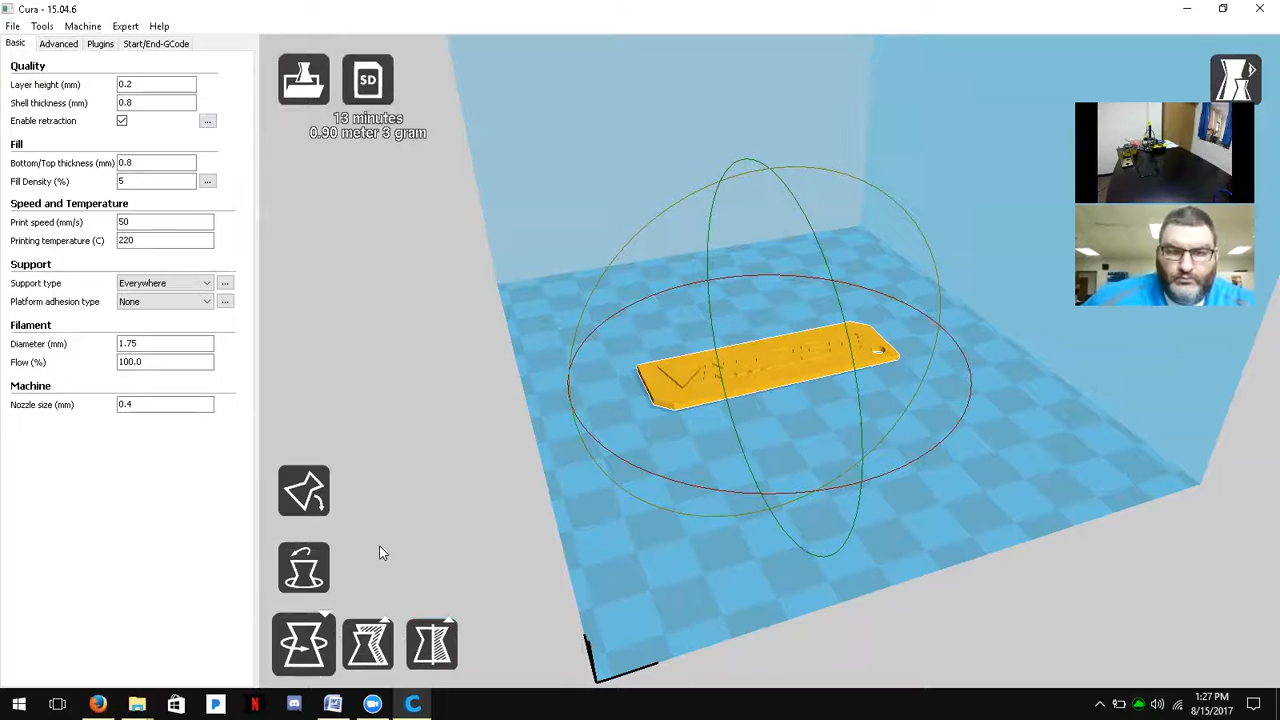 Cura - 15.04.6
File Tools Machine Expert Help
Basic Advanced Plugins Start/End-GCode
Quality
Layer height (mm) 0.2
Shell thickness (mm) 0.8
Enable retraction ...
Fill
Bottom/Top thickness (mm) 0.8
Fill Density (%) 5 ...
Speed and Temperature
Print speed (mm/s) 50
Printing temperature (C) 220
Support
Support type Everywhere ...
Platform adhesion type None ...
Filament
Diameter (mm) 1.75
Flow (%) 100.0
Machine
Nozzle size (mm) 0.4
SD
13 minutes
0.90 meter 3 gram
1:27 PM
8/15/2017